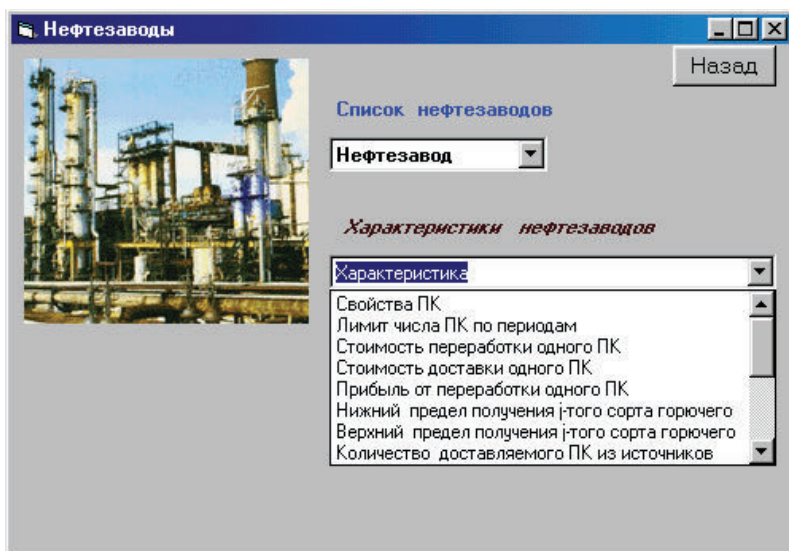 Нефтезаводы
Назад
Список нефтезаводов
Нефтезавод
Характеристики нефтезаводов
Характеристика
Свойства ПК
Лимит числа ПК по периодам
Стоимость переработки одного ПК
Стоимость доставки одного ПК
Прибыль от переработки одного ПК
Нижний предел получения j-того сорта горючего
Верхний предел получения j-того сорта горючего
Количество доставляемого ПК из источников